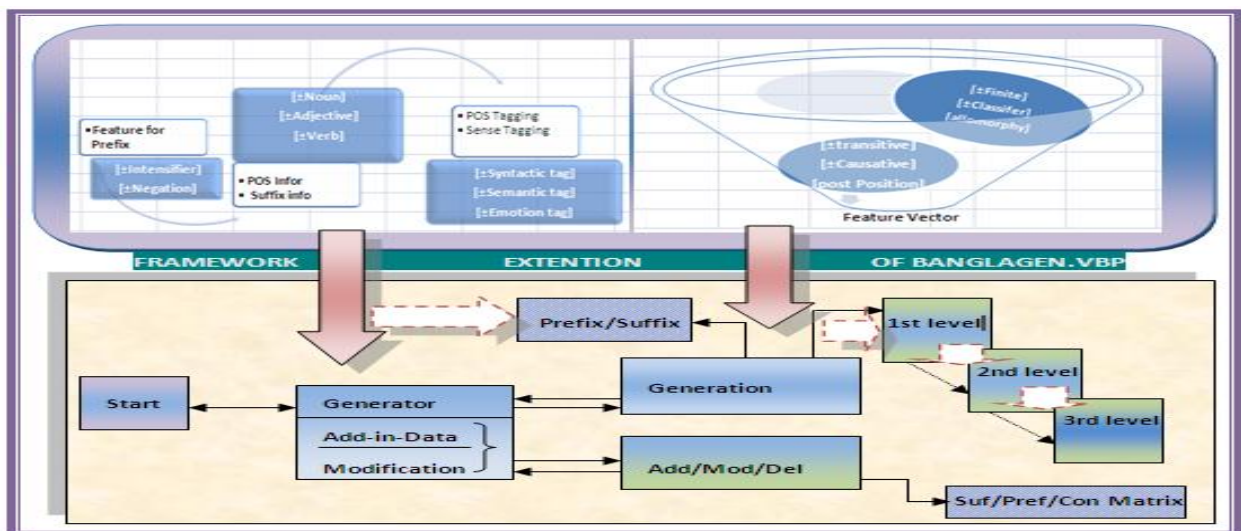 • Feature for
Prefix
[±Intensifier]
[±Negation]
[±Noun]
[±Adjective]
[±Verb]
• POS Infor
• Suffix info
• POS Tagging
• Sense Tagging
[±Syntactic tag]
[±Semantic tag]
[±Emotion tag]
[±Finite]
[±Classifer]
[allomorphy]
[±transitive]
[±Causative]
[post Position]
Feature Vector
FRAMEWORK EXTENTION OF BANGLAGEN.VBP
Prefix/Suffix
1st level
Generation
2nd level
Start
Generator
3rd level
Add-in-Data
Modification
Add/Mod/Del
Suf/Pref/Con Matrix